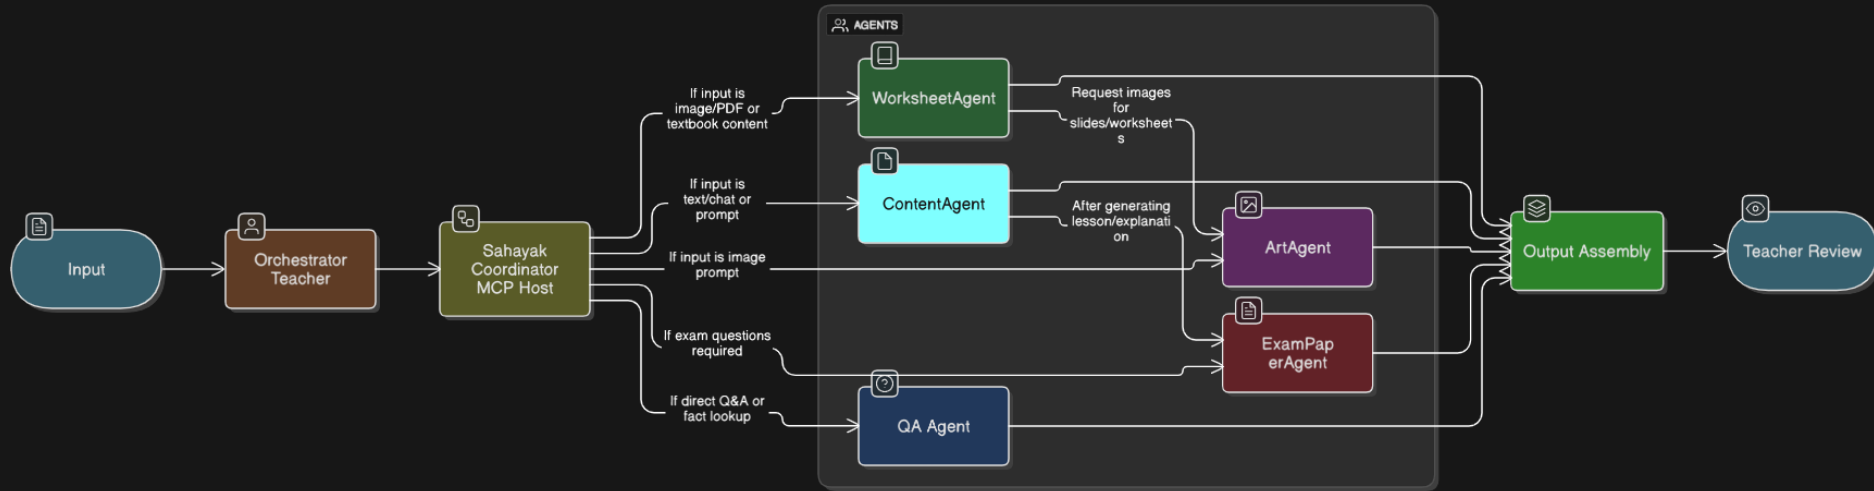 AGENTS
If input is
image/PDF or
textbook content
WorksheetAgent
Request images
for
slides/worksheet
s
If input is
text/chat or
prompt
ContentAgent
After generating
lesson/explanati
on
Input
Orchestrator
Teacher
Sahayak
Coordinator
MCP Host
If input is image
prompt
ArtAgent
Output Assembly
Teacher Review
If exam questions
required
ExamPap
erAgent
If direct Q&A or
fact lookup
QA Agent